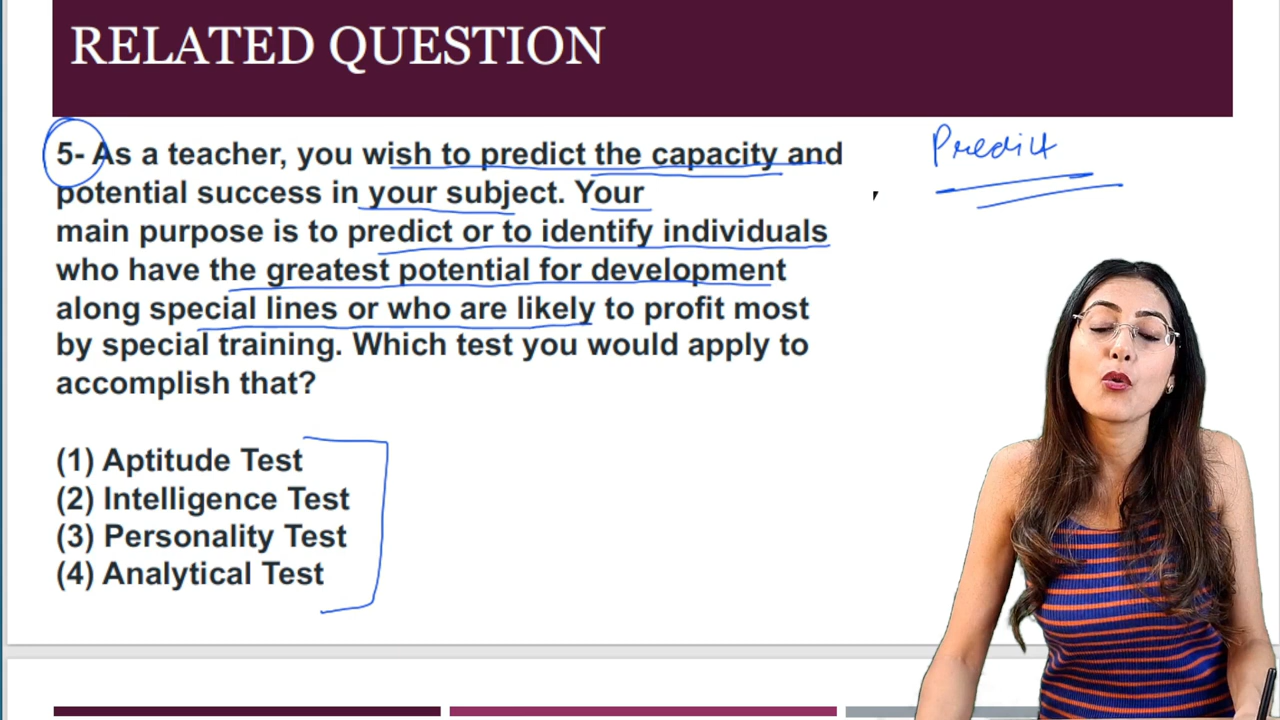 RELATED QUESTION
5- As a teacher, you wish to predict the capacity and
potential success in your subject. Your
main purpose is to predict or to identify individuals
who have the greatest potential for development
along special lines or who are likely to profit most
by special training. Which test you would apply to
accomplish that?
(1) Aptitude Test
(2) Intelligence Test
(3) Personality Test
(4) Analytical Test
Predict